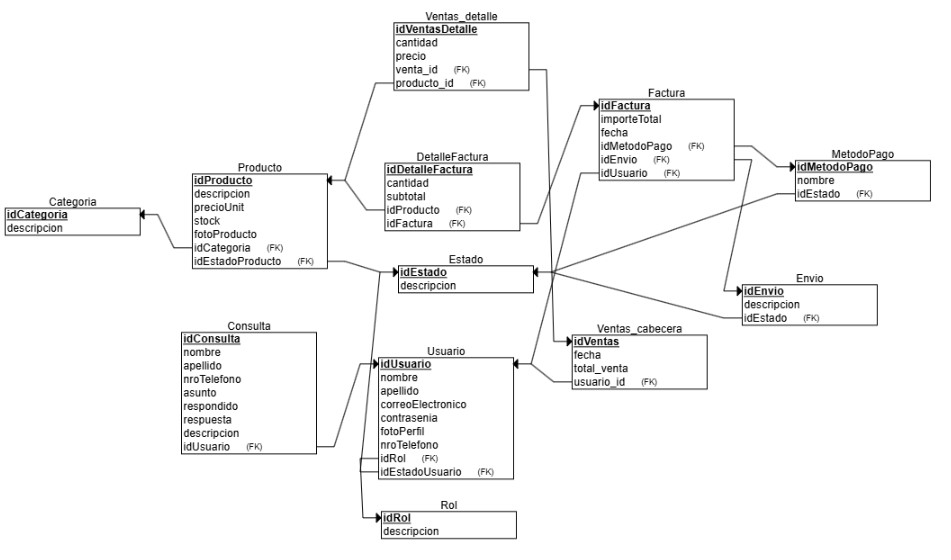 Ventas_detalle
idVentasDetalle
cantidad
precio
venta_id (FK)
producto_id (FK)
Factura
idFactura
importeTotal
fecha
idMetodoPago (FK)
idEnvio (FK)
idUsuario (FK)
MetodoPago
idMetodoPago
nombre
idEstado (FK)
DetalleFactura
idDetalleFactura
cantidad
subtotal
idProducto (FK)
idFactura (FK)
Producto
idProducto
descripcion
precioUnit
stock
fotoProducto
idCategoria (FK)
idEstadoProducto (FK)
Categoria
idCategoria
descripcion
Estado
idEstado
descripcion
Envio
idEnvio
descripcion
idEstado (FK)
Ventas_cabecera
idVentas
fecha
total_venta
usuario_id (FK)
Consulta
idConsulta
nombre
apellido
nroTelefono
asunto
respondido
respuesta
descripcion
idUsuario (FK)
Usuario
idUsuario
nombre
apellido
correoElectronico
contrasenia
fotoPerfil
nroTelefono
idRol (FK)
idEstadoUsuario (FK)
Rol
idRol
descripcion